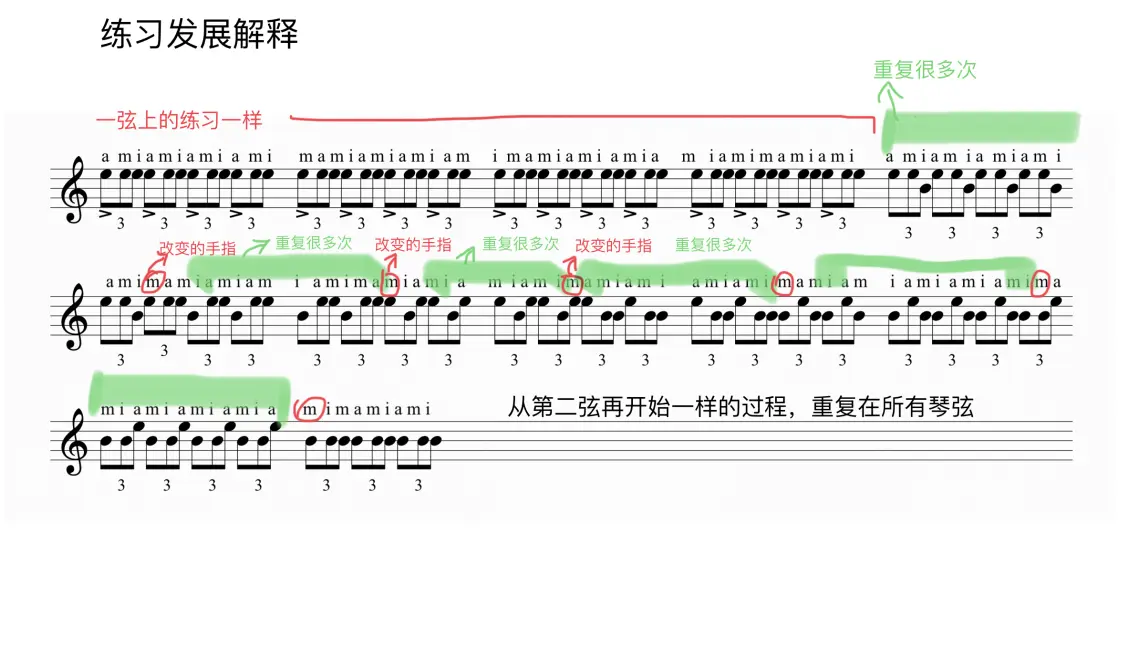 练习发展解释
重复很多次
一弦上的练习一样
a m i a m i a m i a m i m a m i a m i a m i a m i m a m i a m i a m i a m i a m i m a m i a m i a m i a m i a m i a m i
3 3 3 3 3 3 3 3 3 3 3 3 3 3 3 3
3 3 3 3
改变的手指 重复很多次 改变的手指 重复很多次 改变的手指 重复很多次
a m i m a m i a m i a m i a m i a m i a m i a m i a m i a m i m a m i a m i a m i a m i m a m i a m i a m i a m i a m i m a
3 3 3 3 3 3 3 3 3 3 3 3 3 3 3 3 3 3 3 3
m i a m i a m i a m i a m i m a m i a m i
从第二弦再开始一样的过程，重复在所有琴弦
3 3 3 3 3 3 3